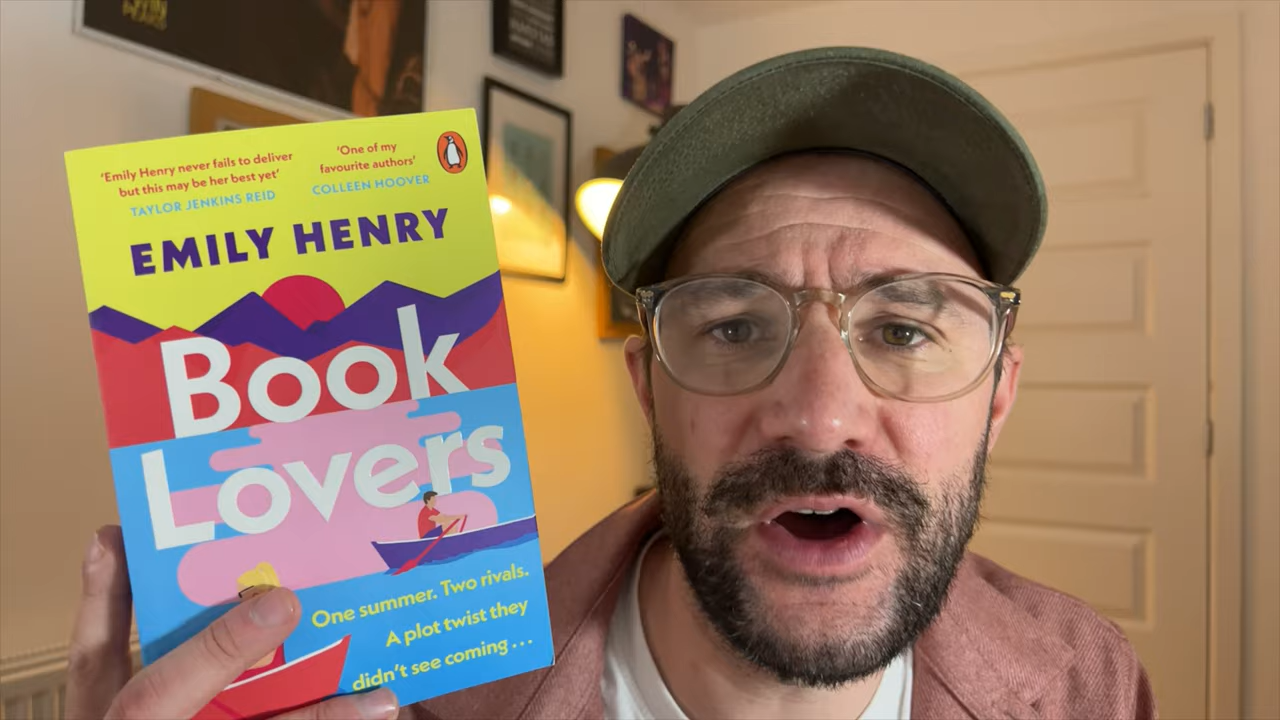 'Emily Henry never fails to deliver
but this may be her best yet'
TAYLOR JENKINS REID
'One of my
favourite authors'
COLLEEN HOOVER
EMILY HENRY
Book
Lovers
One summer. Two rivals.
A plot twist they
didn't see coming...